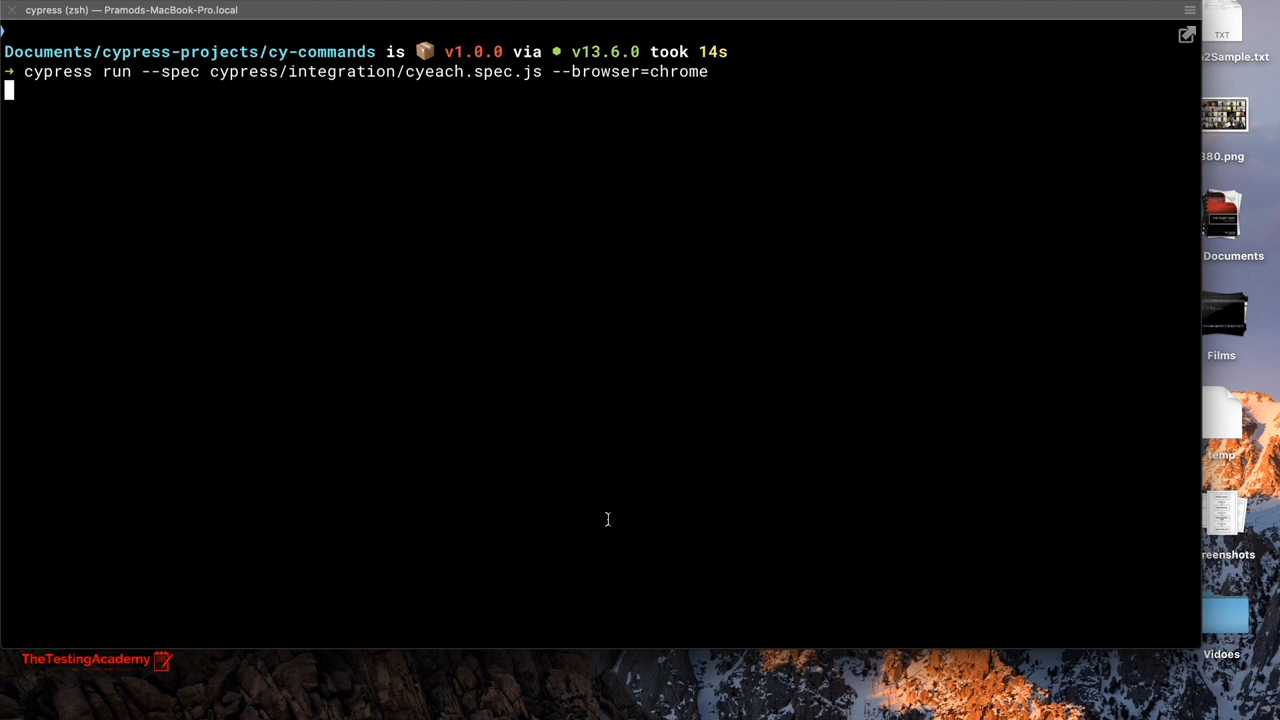 cypress (zsh) — Pramods-MacBook-Pro.local
Documents/cypress-projects/cy-commands is 📦 v1.0.0 via ⬢ v13.6.0 took 14s
➜ cypress run --spec cypress/integration/cyeach.spec.js --browser=chrome
TXT
2Sample.txt
380.png
Documents
Films
temp
reenshots
Vidoes
TheTestingAcademy